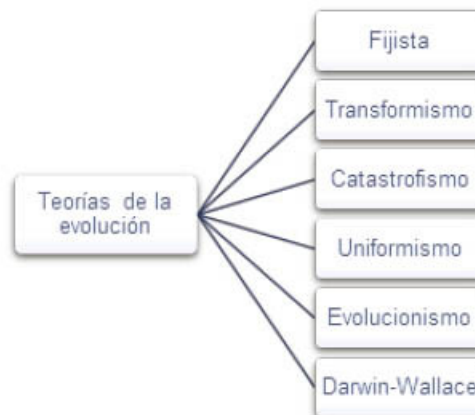 Teorías de la
evolución
Fijista
Transformismo
Catastrofismo
Uniformismo
Evolucionismo
Darwin-Wallace